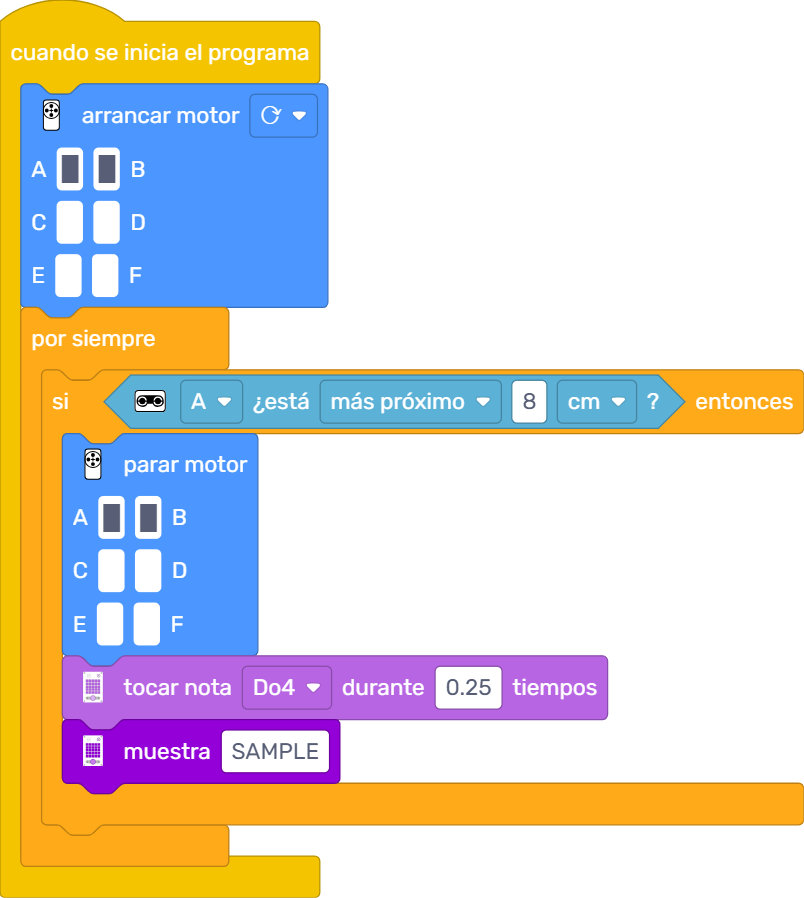 cuando se inicia el programa
arrancar motor
A B
C D
E F
por siempre
si A ¿está más próximo 8 cm ? entonces
parar motor
A B
C D
E F
tocar nota Do4 durante 0.25 tiempos
muestra SAMPLE